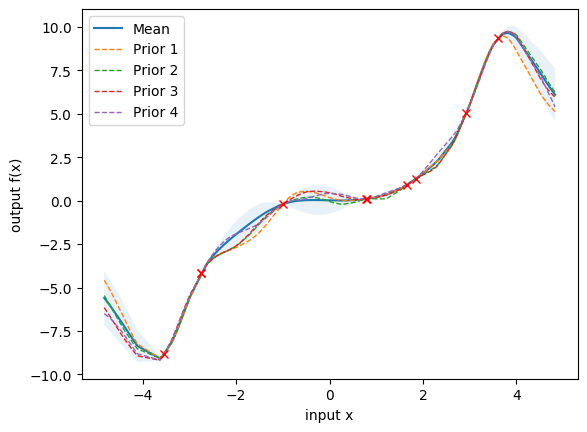 Mean
Prior 1
Prior 2
Prior 3
Prior 4
10.0
7.5
5.0
2.5
0.0
−2.5
−5.0
−7.5
−10.0
output f(x)
−4
−2
0
2
4
input x